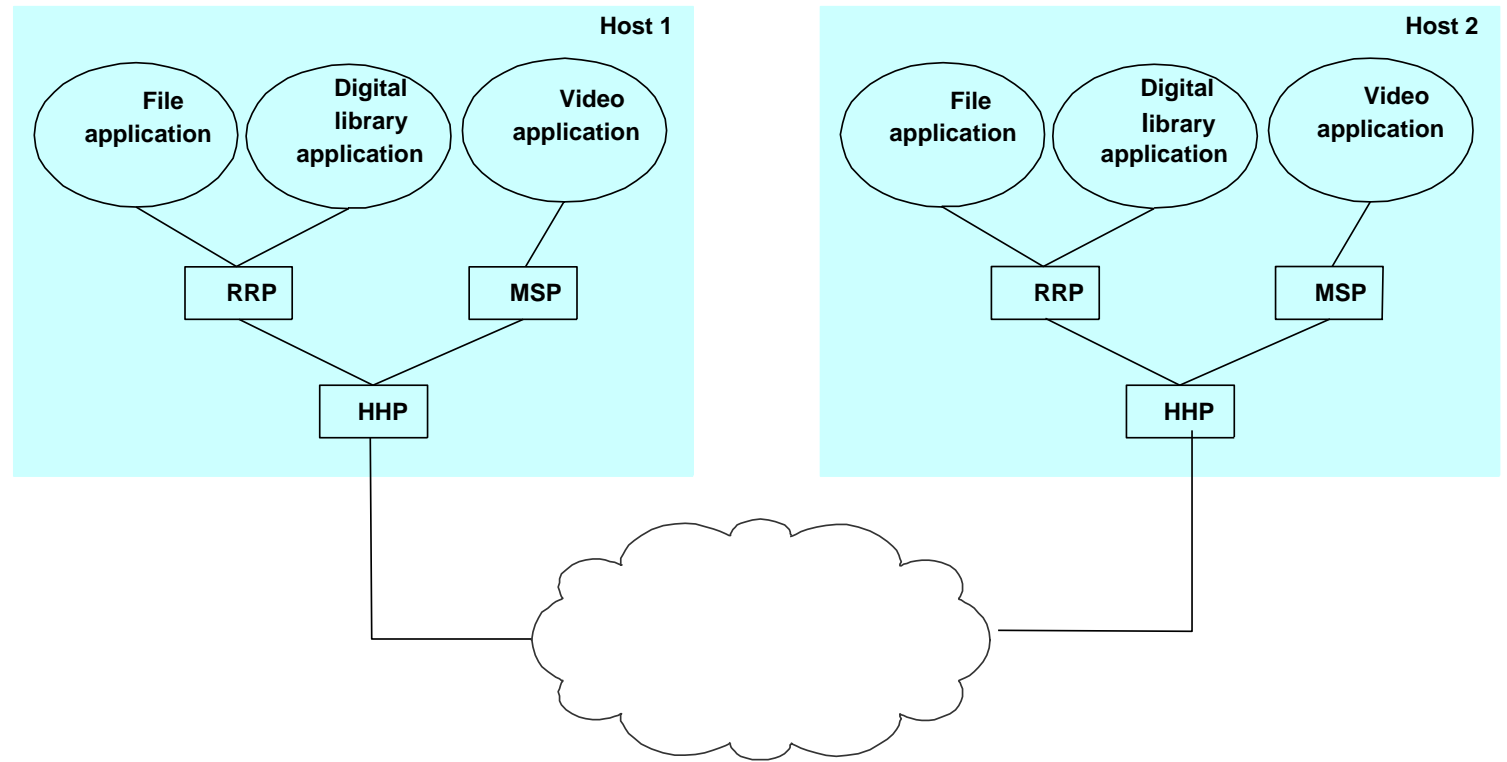 Host 1
File
application
Digital
library
application
Video
application
RRP
MSP
HHP
Host 2
File
application
Digital
library
application
Video
application
RRP
MSP
HHP